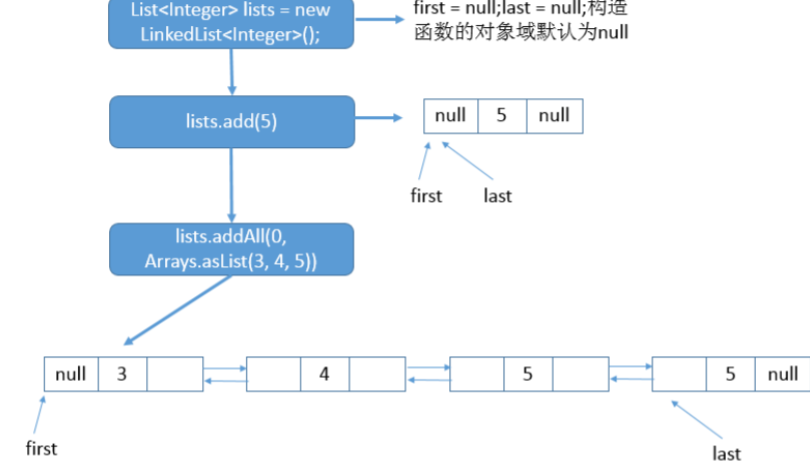 List<Integer> lists = new
LinkedList<Integer>();
first = null;last = null;构造
函数的对象域默认为null
lists.add(5)
null 5 null
first last
lists.addAll(0,
Arrays.asList(3, 4, 5))
null 3 4 5 5 null
first
last